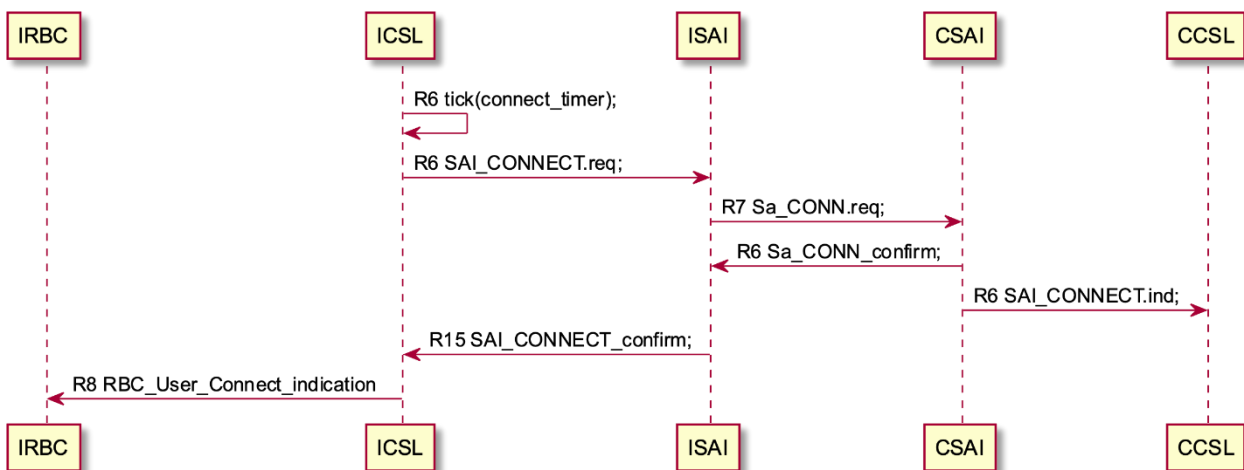 IRBC
ICSL
ISAI
CSAI
CCSL
R6 tick(connect_timer);
R6 SAI_CONNECT.req;
R7 Sa_CONN.req;
R6 Sa_CONN_confirm;
R6 SAI_CONNECT.ind;
R15 SAI_CONNECT_confirm;
R8 RBC_User_Connect_indication
IRBC
ICSL
ISAI
CSAI
CCSL